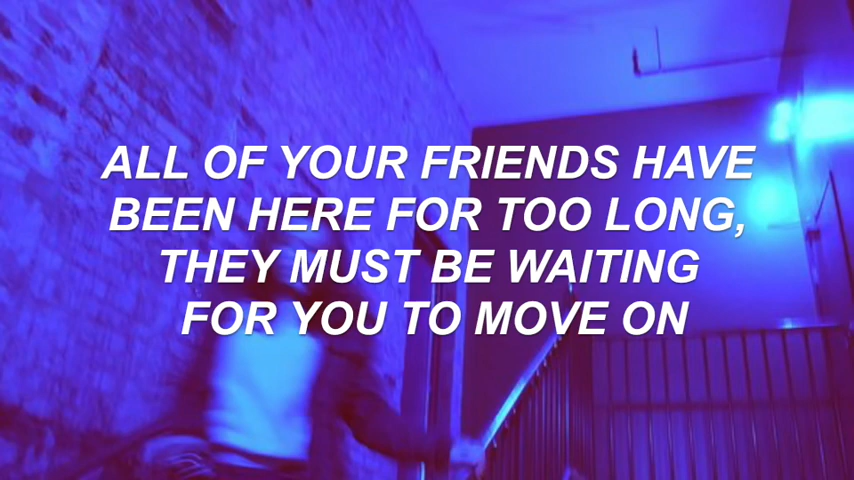 ALL OF YOUR FRIENDS HAVE
BEEN HERE FOR TOO LONG,
THEY MUST BE WAITING
FOR YOU TO MOVE ON